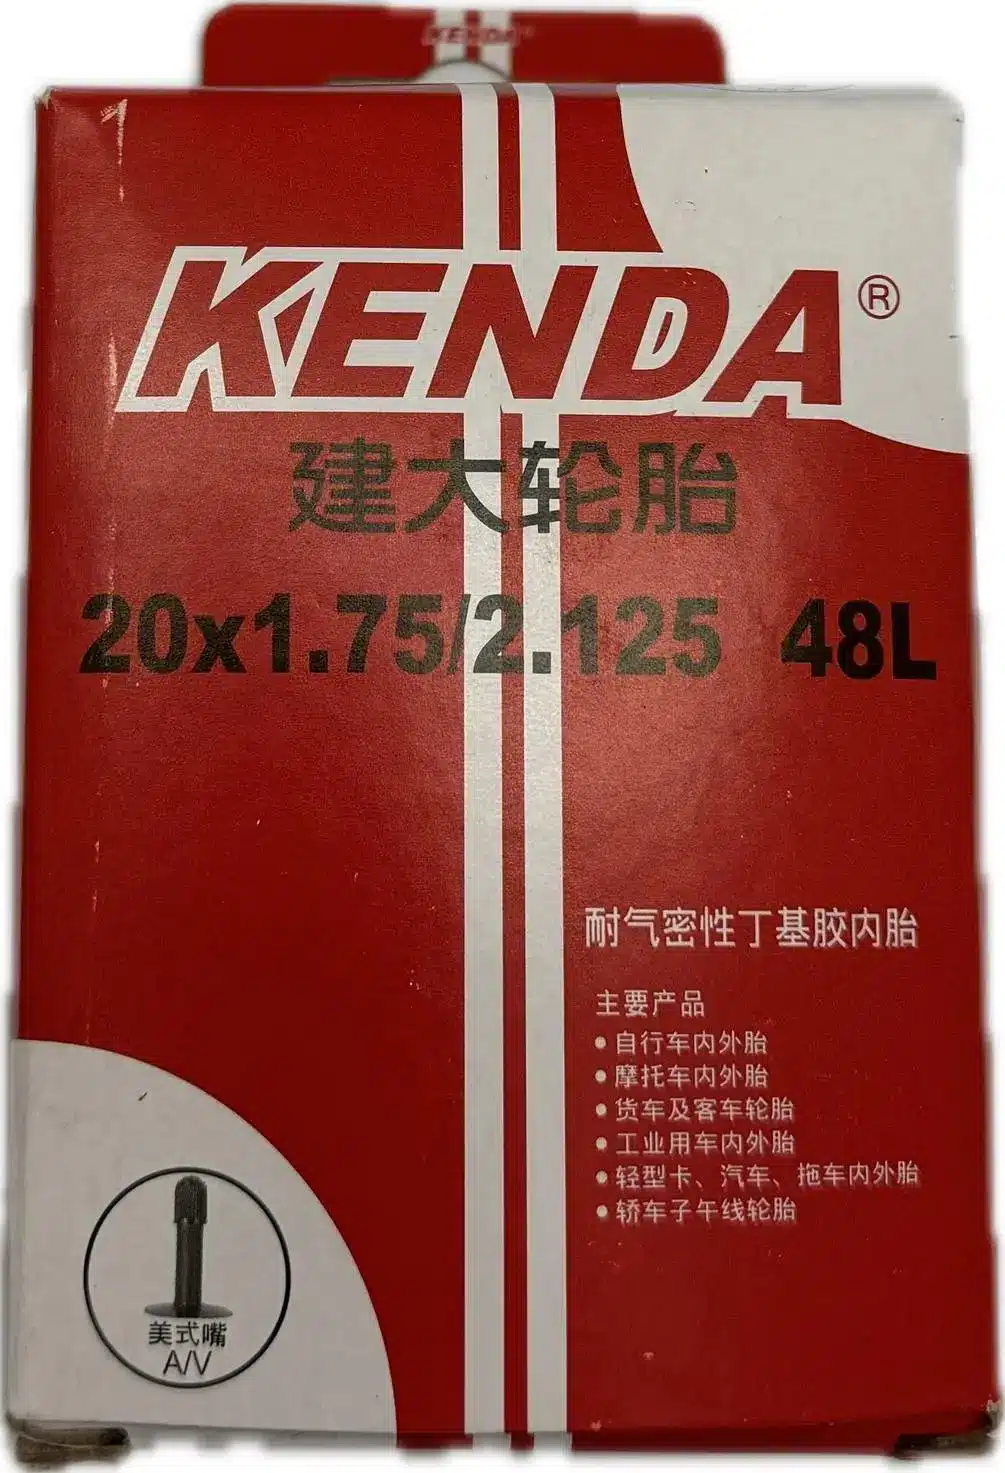 KENDA
KENDA®
建大轮胎
20x1.75/2.125 48L
耐气密性丁基胶内胎
主要产品
• 自行车内外胎
• 摩托车内外胎
• 货车及客车轮胎
• 工业用车内外胎
• 轻型卡、汽车、拖车内外胎
• 轿车子午线轮胎
美式嘴
A/V